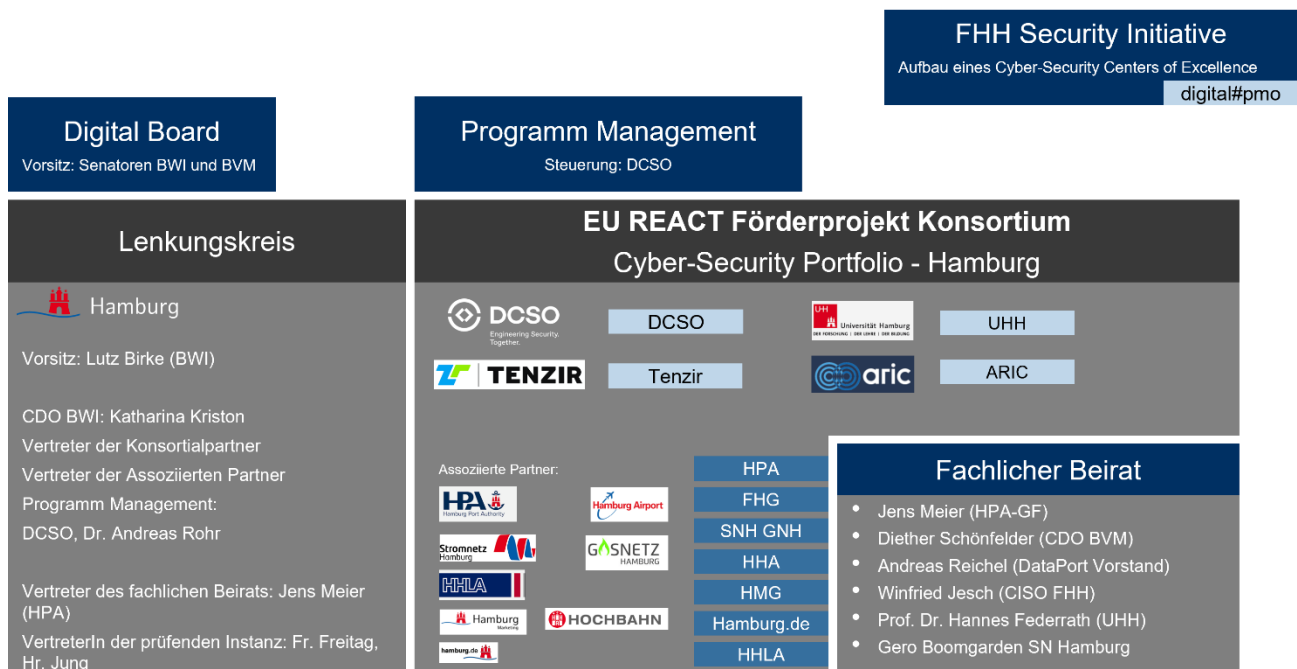 FHH Security Initiative
Aufbau eines Cyber-Security Centers of Excellence
digital#pmo
Digital Board
Vorsitz: Senatoren BWI und BVM
Programm Management
Steuerung: DCSO
Lenkungskreis
Hamburg
Vorsitz: Lutz Birke (BWI)
CDO BWI: Katharina Kriston
Vertreter der Konsortialpartner
Vertreter der Assoziierten Partner
Programm Management:
DCSO, Dr. Andreas Rohr
Vertreter des fachlichen Beirats: Jens Meier
(HPA)
VertreterIn der prüfenden Instanz: Fr. Freitag,
Hr. Jung
EU REACT Förderprojekt Konsortium
Cyber-Security Portfolio - Hamburg
DCSO
Engineering Security.
Together.
DCSO
UHH
Universität Hamburg
DER FORSCHUNG | DER LEHRE | DER BILDUNG
UHH
TENZIR
Tenzir
aric
ARIC
Assoziierte Partner:
HPA
Hamburg Port Authority
Hamburg Airport
Stromnetz
Hamburg
GASNETZ
HAMBURG
HHLA
Hamburg
Marketing
HOCHBAHN
hamburg.de
HPA
FHG
SNH GNH
HHA
HMG
Hamburg.de
HHLA
Fachlicher Beirat
• Jens Meier (HPA-GF)
• Diether Schönfelder (CDO BVM)
• Andreas Reichel (DataPort Vorstand)
• Winfried Jesch (CISO FHH)
• Prof. Dr. Hannes Federrath (UHH)
• Gero Boomgarden SN Hamburg